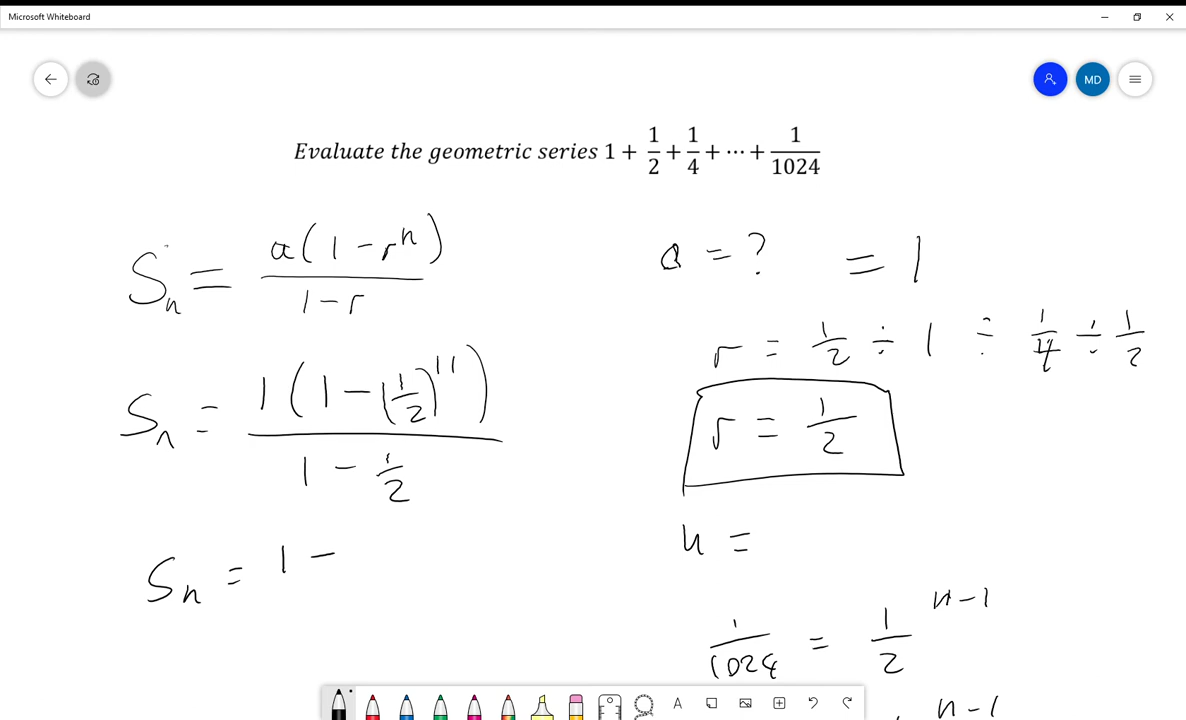 Microsoft Whiteboard
MD
Evaluate the geometric series 1 + 1/2 + 1/4 + ⋯ + 1/1024
Sn = a(1 - r^n) / 1 - r
Sn = 1(1 - (1/2)^11) / 1 - 1/2
Sn = 1 -
a = ? = 1
r = 1/2 ÷ 1 = 1/4 ÷ 1/2
r = 1/2
n =
1/1024 = 1/2^n-1
n-1
A